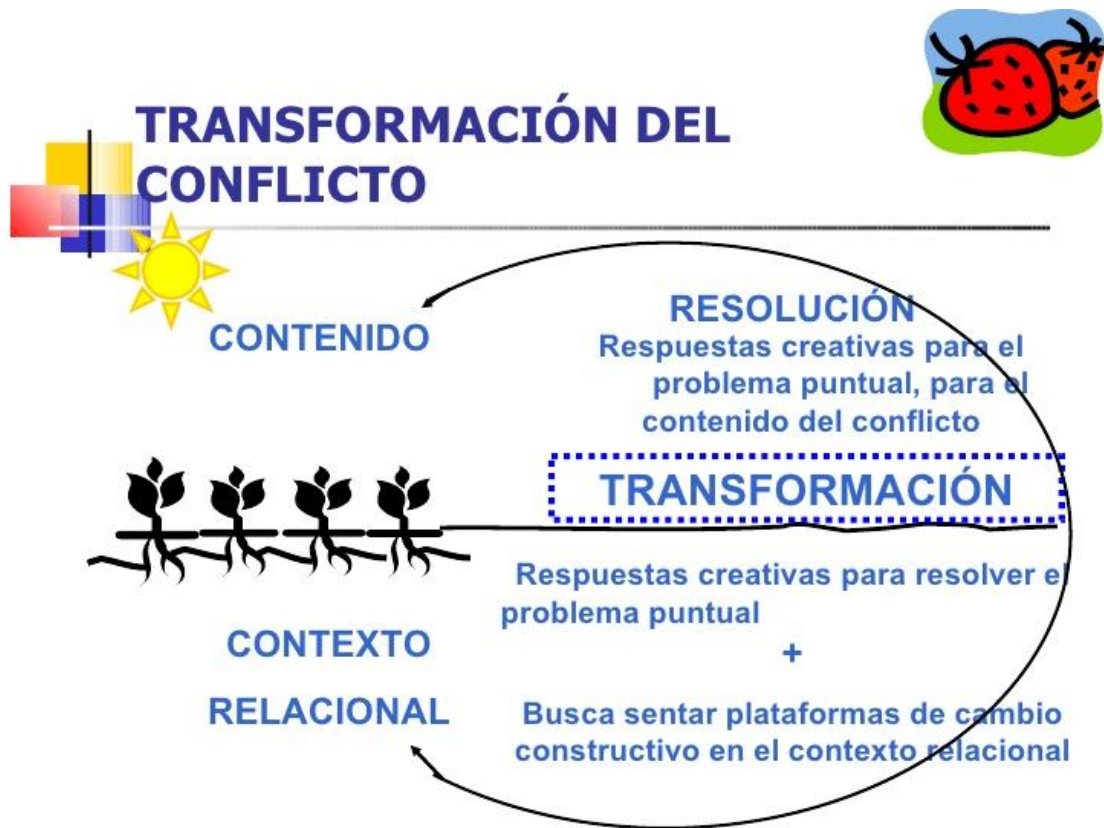 TRANSFORMACIÓN DEL
CONFLICTO
CONTENIDO
RESOLUCIÓN
Respuestas creativas para el
problema puntual, para el
contenido del conflicto
TRANSFORMACIÓN
Respuestas creativas para resolver el
problema puntual
+
CONTEXTO
RELACIONAL
Busca sentar plataformas de cambio
constructivo en el contexto relacional